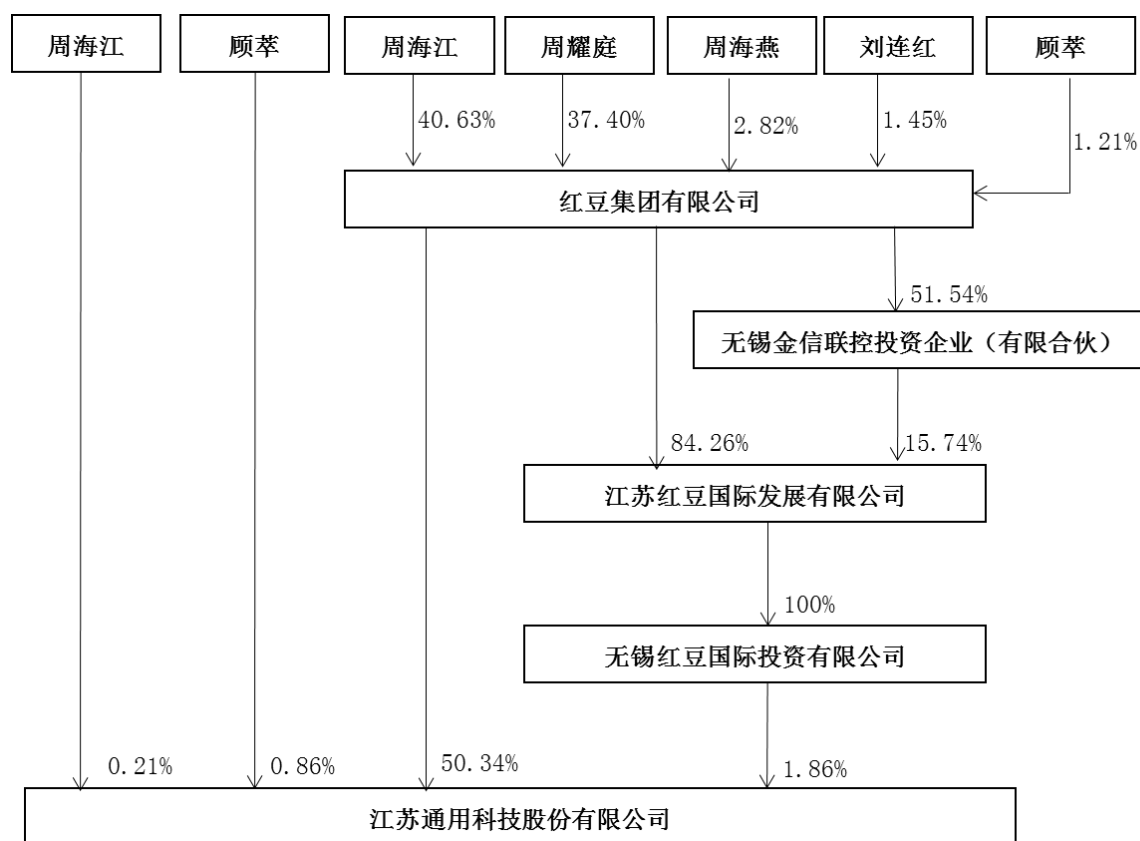 周海江
顾萃
周海江
周耀庭
周海燕
刘连红
顾萃
40.63%
37.40%
2.82%
1.45%
1.21%
红豆集团有限公司
51.54%
无锡金信联控投资企业（有限合伙）
84.26%
15.74%
江苏红豆国际发展有限公司
100%
无锡红豆国际投资有限公司
0.21%
0.86%
50.34%
1.86%
江苏通用科技股份有限公司